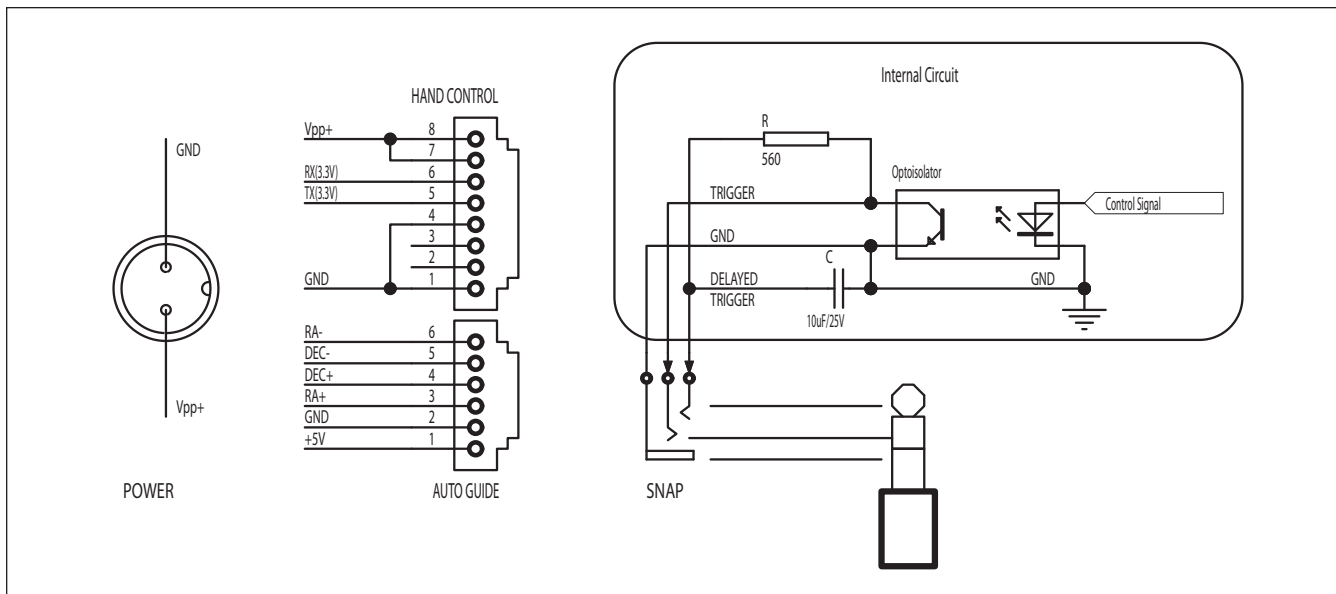 GND
Vpp+
POWER
HAND CONTROL
Vpp+ 8
7
RX(3.3V) 6
TX(3.3V) 5
4
3
2
GND 1
RA- 6
DEC- 5
DEC+ 4
RA+ 3
GND 2
+5V 1
AUTO GUIDE
Internal Circuit
R
560
Optoisolator
TRIGGER
Control Signal
GND
C
DELAYED
TRIGGER
10uF/25V
GND
SNAP